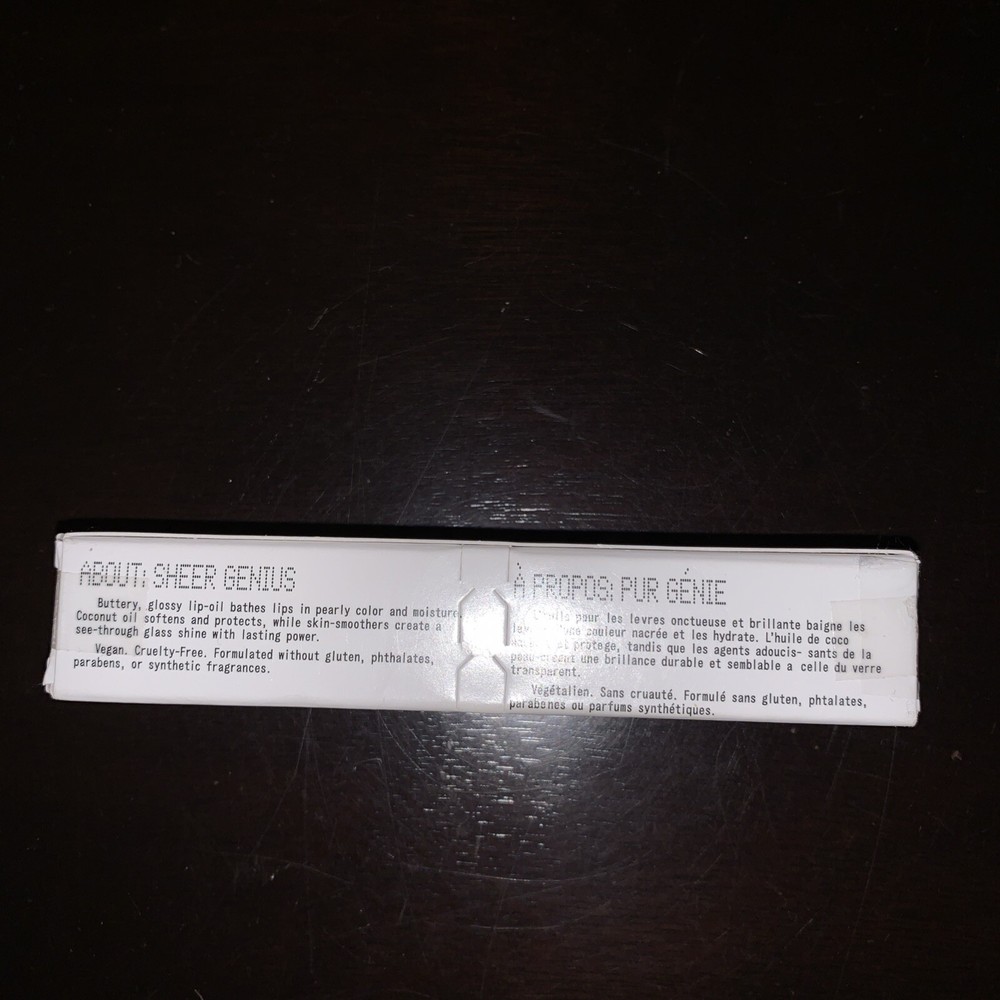 ABOUT: SHEER GENIUS
Buttery, glossy lip-oil bathes lips in pearly color and moisture
Coconut oil softens and protects, while skin-smoothers create a
see-through glass shine with lasting power.
Vegan. Cruelty-Free. Formulated without gluten, phthalates,
parabens, or synthetic fragrances.
À PROPOS: PUR GÉNIE
pour les levres onctueuse et brillante baigne les
couleur nacrée et les hydrate. L'huile de coco
et protege, tandis que les agents adoucis- sants de la
une brillance durable et semblable a celle du verre
transparent.
Végétalien. Sans cruauté. Formulé sans gluten, phtalates,
parabènes ou parfums synthétiques.